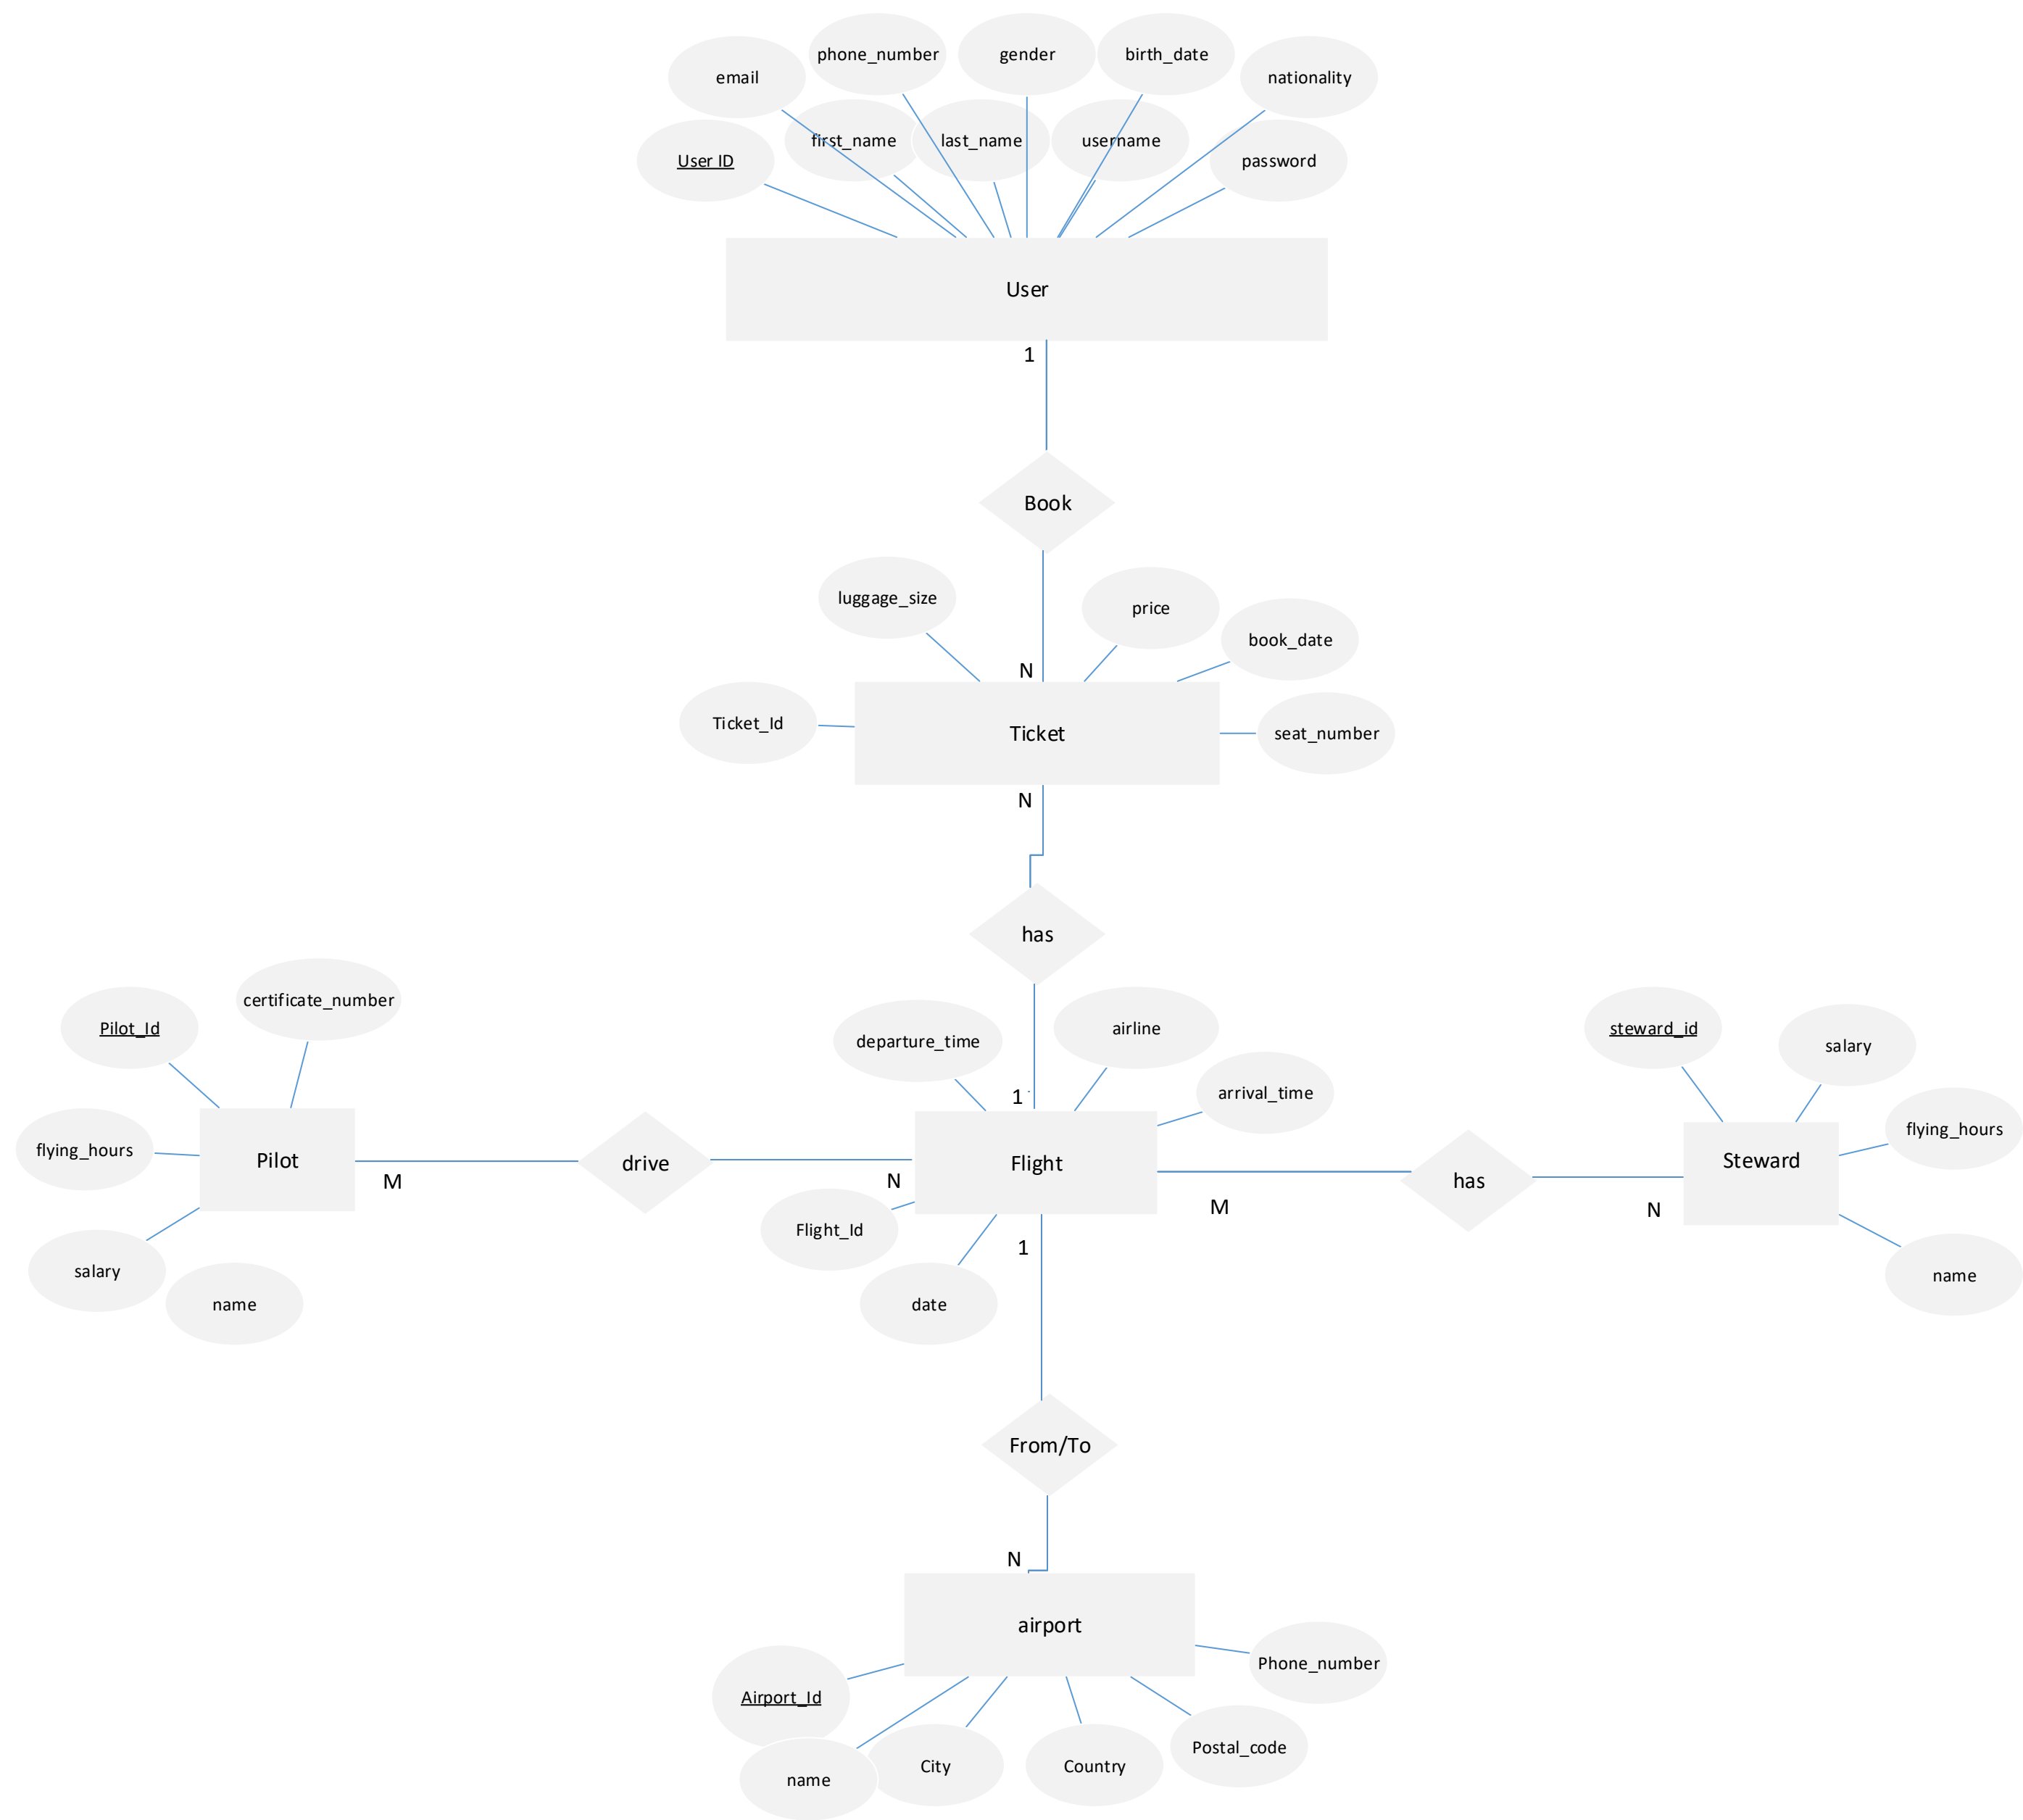 phone_number
gender
birth_date
email
nationality
first_name
last_name
username
User ID
password
User
1
Book
luggage_size
price
book_date
N
Ticket_Id
Ticket
seat_number
N
has
Pilot_Id
certificate_number
departure_time
airline
steward_id
salary
1
arrival_time
flying_hours
Pilot
drive
Flight
flying_hours
Steward
M
N
has
M
N
Flight_Id
1
salary
name
date
name
From/To
N
airport
Phone_number
Airport_Id
Postal_code
name
City
Country